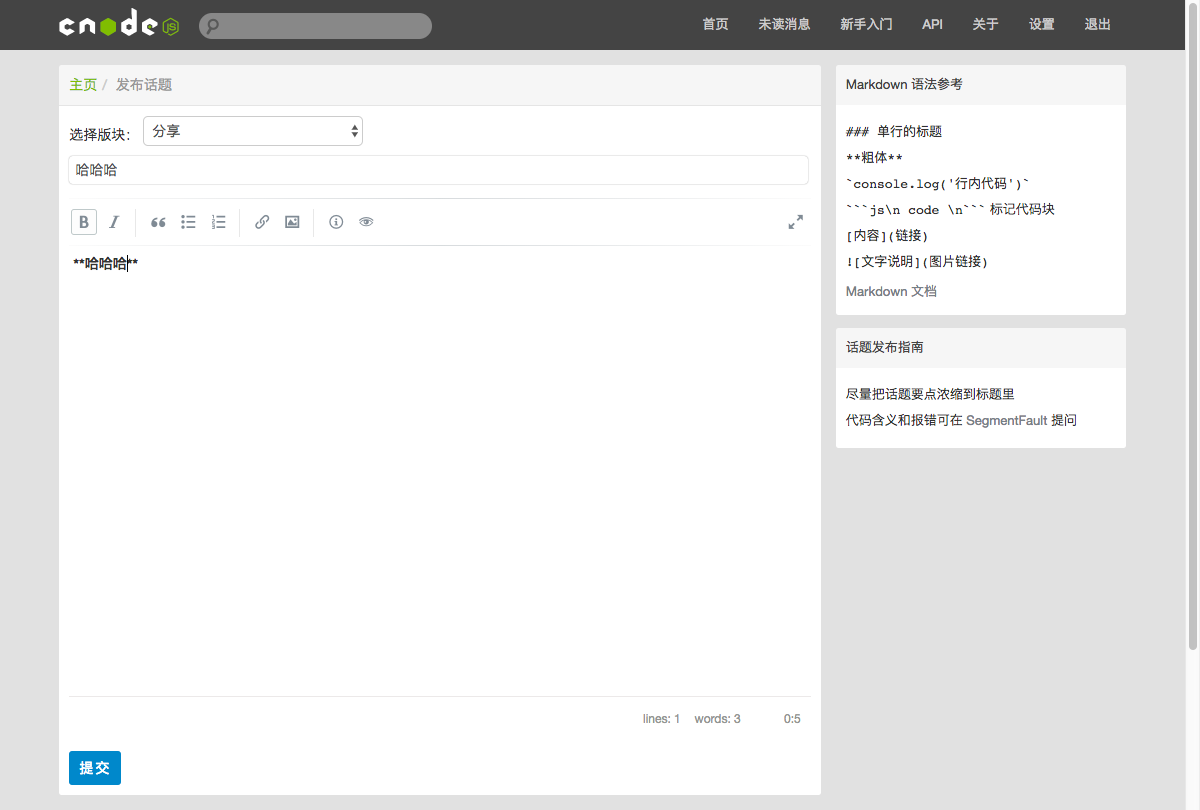 cnode JS
首页 未读消息 新手入门 API 关于 设置 退出
主页 / 发布话题
选择版块: 分享
哈哈哈
B I
**哈哈哈**
lines: 1 words: 3 0:5
提交
Markdown 语法参考
### 单行的标题
**粗体**
`console.log('行内代码')`
```js\n code \n``` 标记代码块
[内容](链接)
![文字说明](图片链接)
Markdown 文档
话题发布指南
尽量把话题要点浓缩到标题里
代码含义和报错可在 SegmentFault 提问